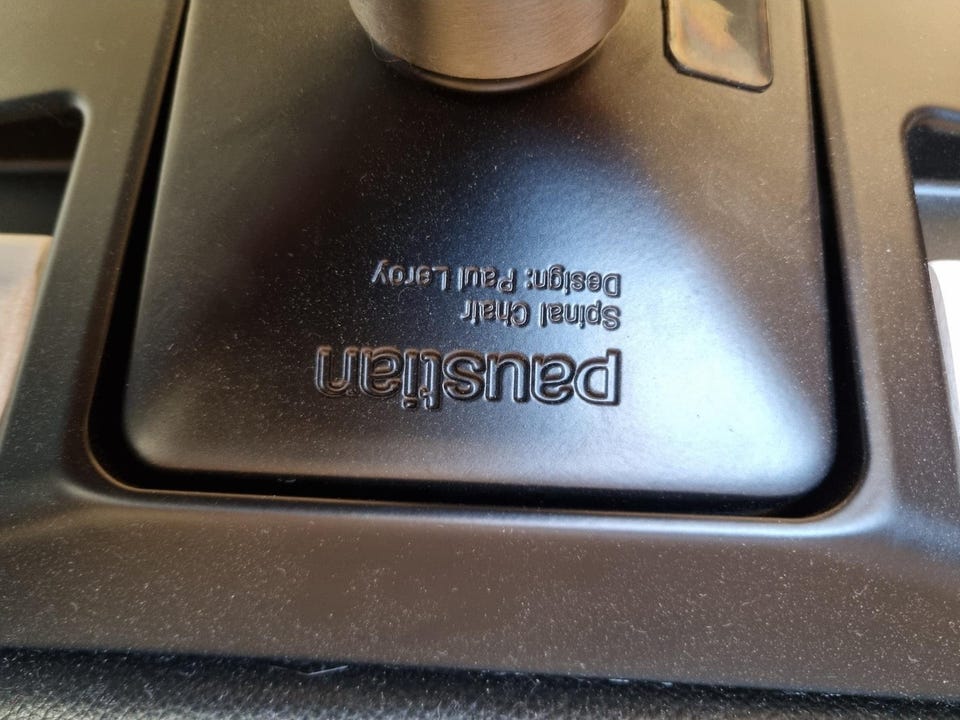 paustian
Spinal Chair
Design: Paul Leroy